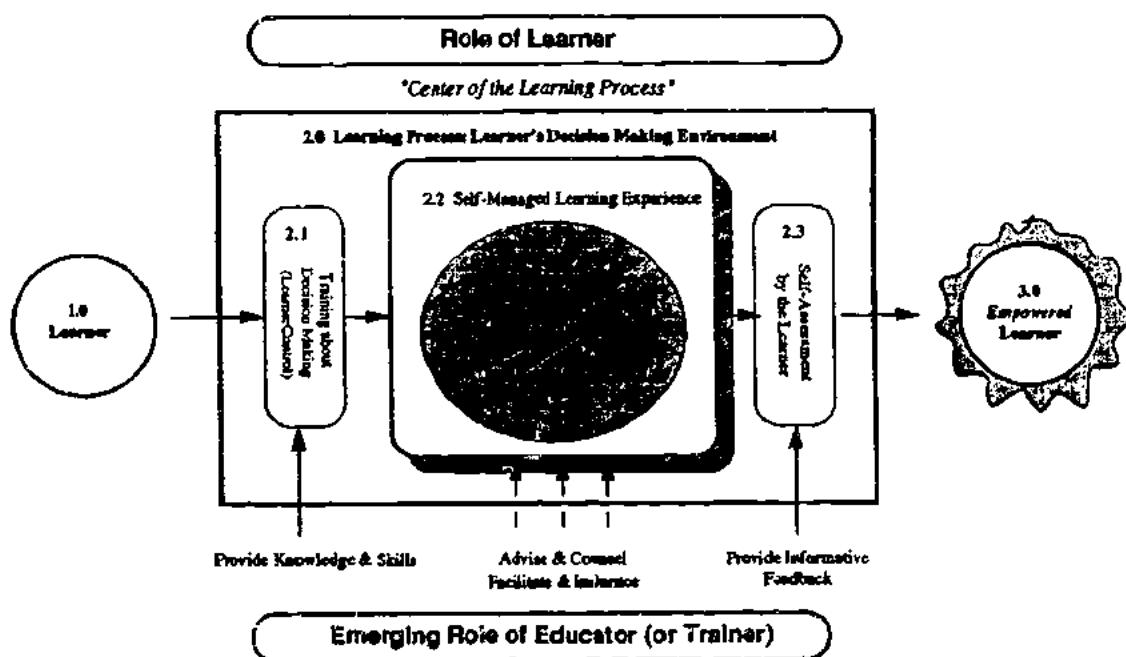 Role of Learner
"Center of the Learning Process"
2.0 Learning Process: Learner's Decision Making Environment
2.2 Self-Managed Learning Experience
2.1
Training about
Decision Making
(Learner Control)
2.3
Self-Assessment
by the Learner
1.0
Learner
3.0
Empowered
Learner
Provide Knowledge & Skills
Advise & Counsel
Facilitate &
Provide Informative
Feedback
Emerging Role of Educator (or Trainer)